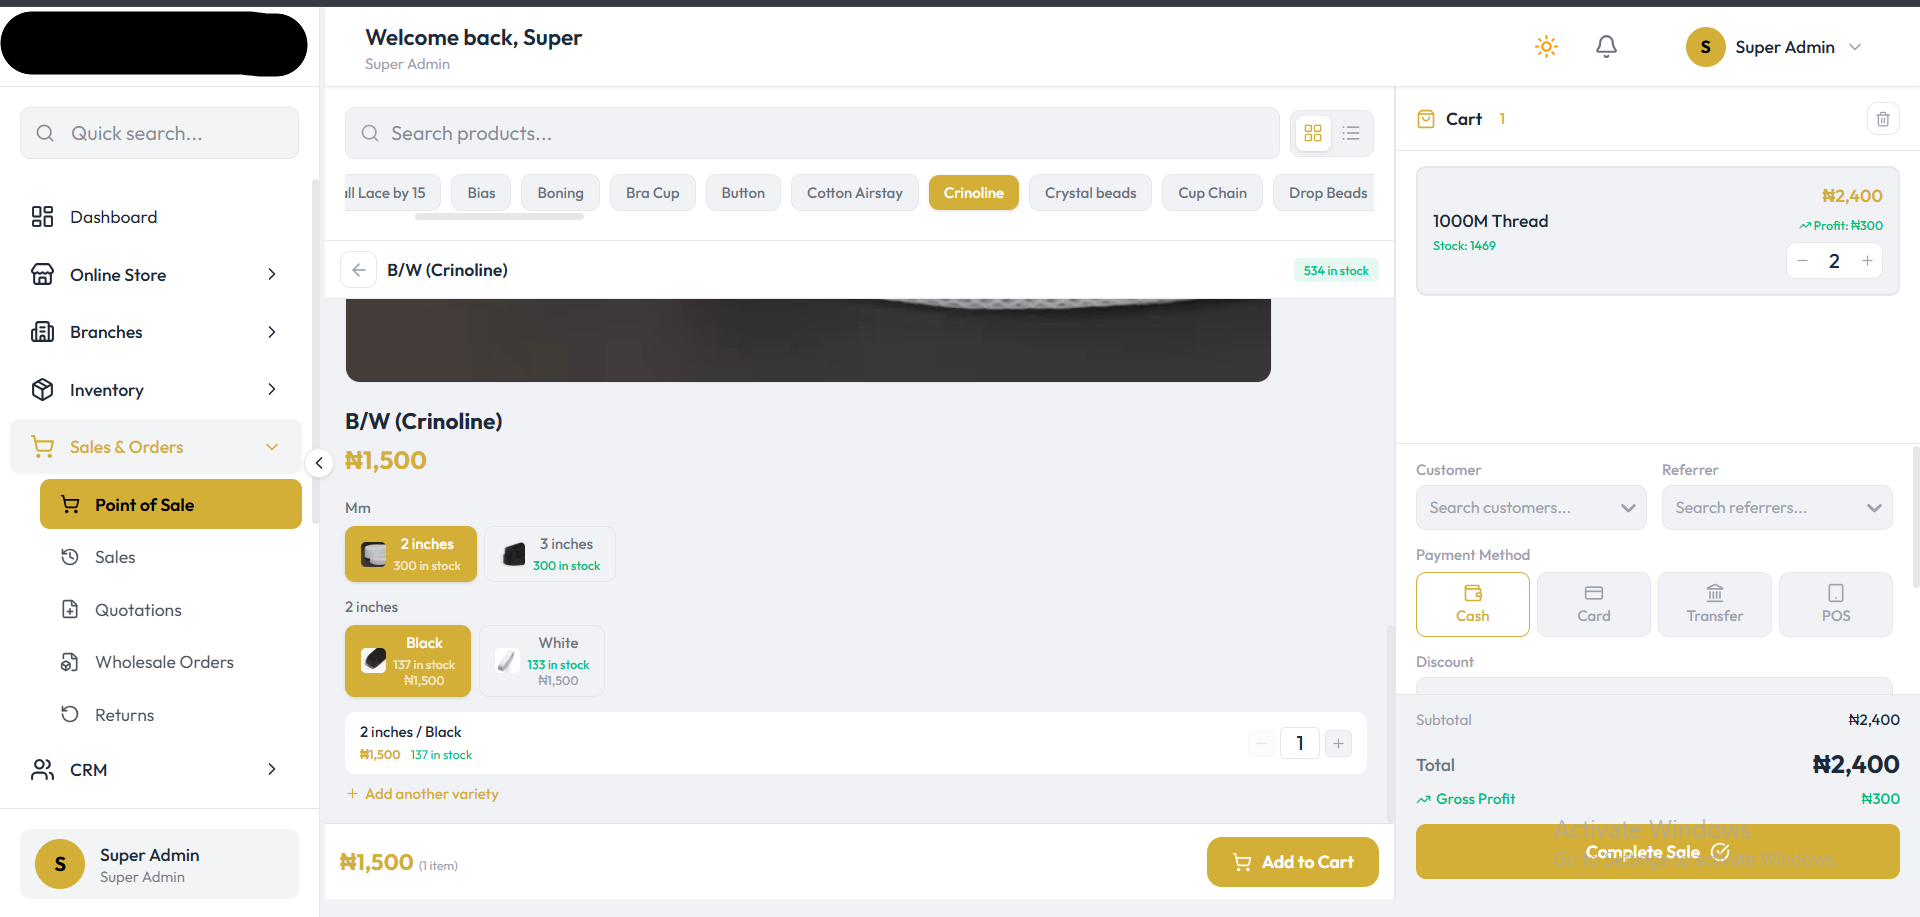 Welcome back, Super
Super Admin
S
Super Admin
Quick search...
Dashboard
Online Store
Branches
Inventory
Sales & Orders
Point of Sale
Sales
Quotations
Wholesale Orders
Returns
CRM
S
Super Admin
Super Admin
Search products...
all Lace by 15
Bias
Boning
Bra Cup
Button
Cotton Airstay
Crinoline
Crystal beads
Cup Chain
Drop Beads
B/W (Crinoline)
534 in stock
B/W (Crinoline)
₦1,500
Mm
2 inches
300 in stock
3 inches
300 in stock
2 inches
Black
137 in stock
₦1,500
White
133 in stock
₦1,500
2 inches / Black
₦1,500 137 in stock
1
+ Add another variety
₦1,500 (1 item)
Add to Cart
Cart 1
₦2,400
1000M Thread
Profit: ₦300
Stock: 1469
2
Customer
Search customers...
Referrer
Search referrers...
Payment Method
Cash
Card
Transfer
POS
Discount
Subtotal ₦2,400
Total ₦2,400
Gross Profit ₦300
Activate Windows
Complete Sale